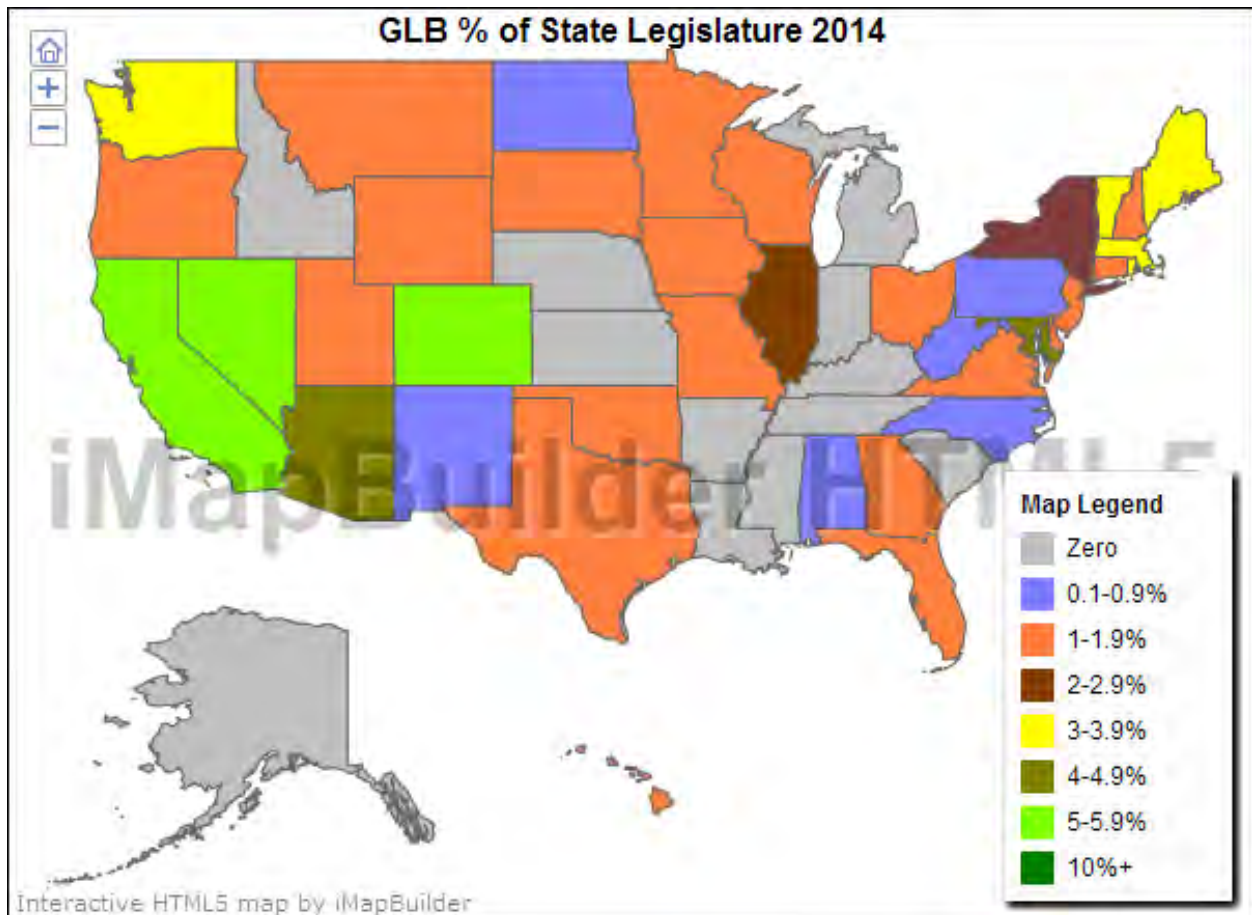 GLB % of State Legislature 2014
iMapBuilder HTML5
Map Legend
Zero
0.1-0.9%
1-1.9%
2-2.9%
3-3.9%
4-4.9%
5-5.9%
10%+
Interactive HTML5 map by iMapBuilder